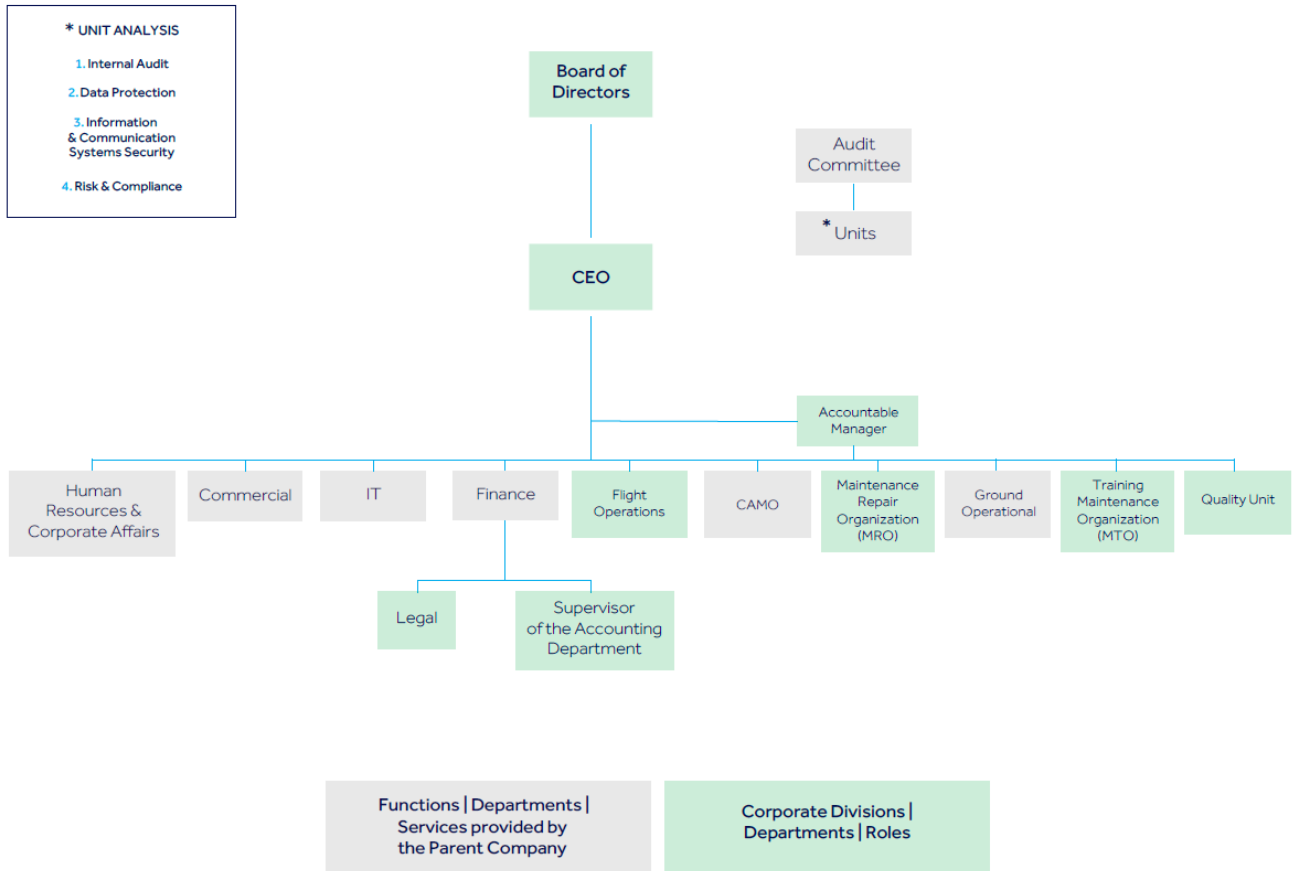 * UNIT ANALYSIS
1. Internal Audit
2. Data Protection
3. Information
& Communication
Systems Security
4. Risk & Compliance
Board of
Directors
Audit
Committee
* Units
CEO
Accountable
Manager
Human
Resources &
Corporate Affairs
Commercial
IT
Finance
Flight
Operations
CAMO
Maintenance
Repair
Organization
(MRO)
Ground
Operational
Training
Maintenance
Organization
(MTO)
Quality Unit
Legal
Supervisor
of the Accounting
Department
Functions | Departments |
Services provided by
the Parent Company
Corporate Divisions |
Departments | Roles